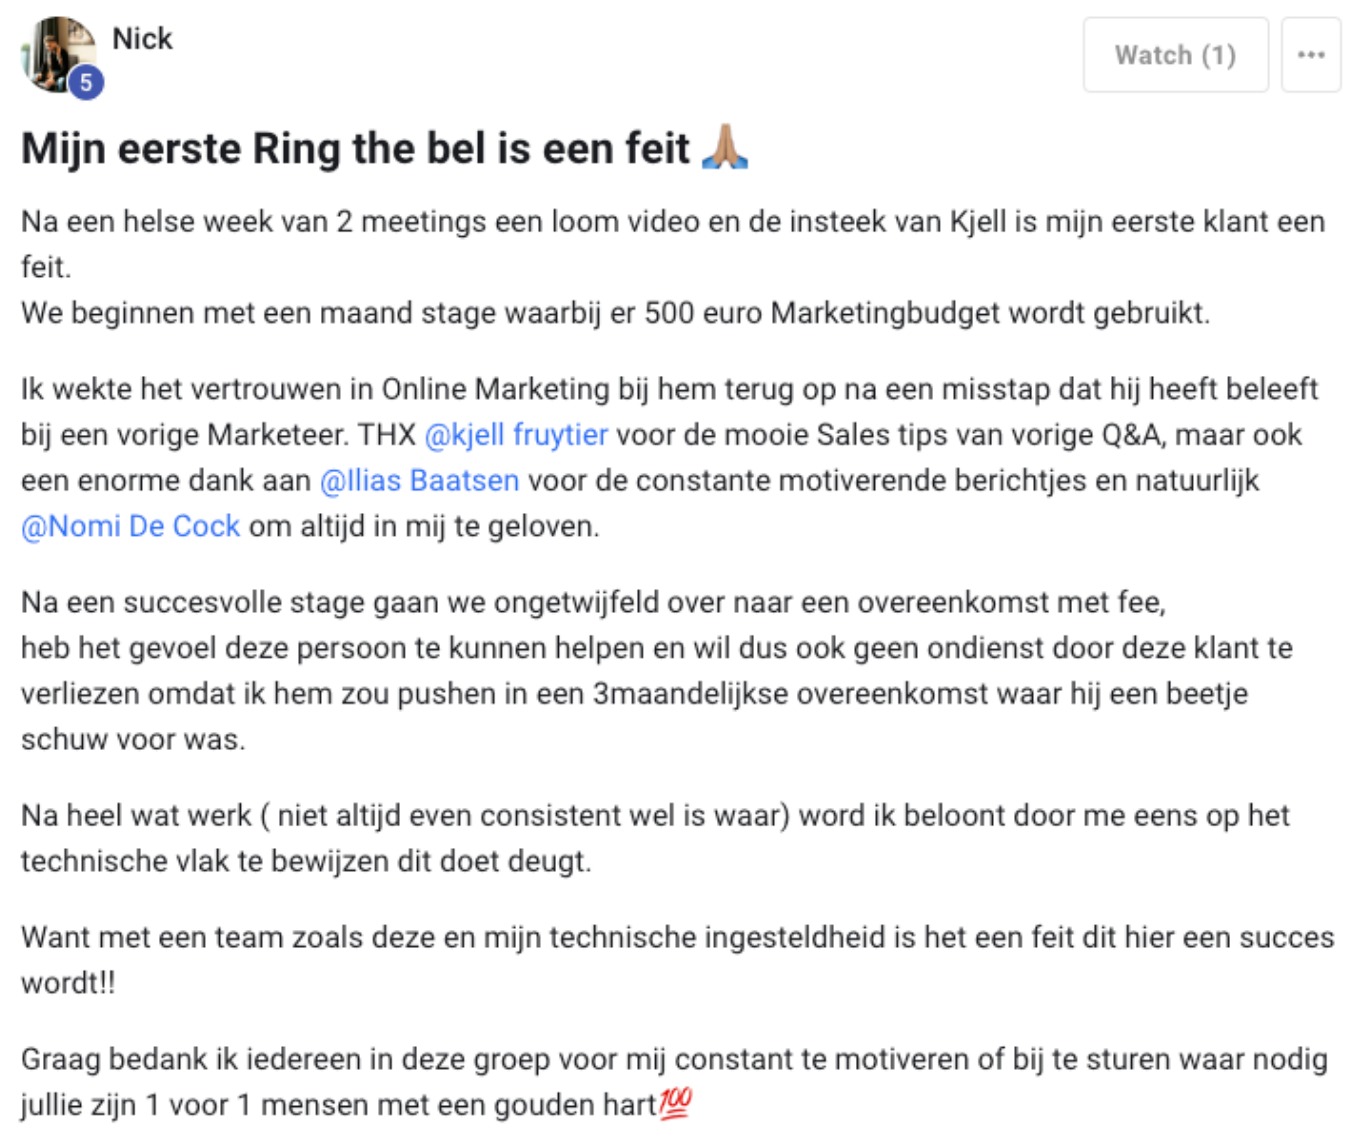 Nick
5
Watch (1)
Mijn eerste Ring the bel is een feit 🙏🏽
Na een helse week van 2 meetings een loom video en de insteek van Kjell is mijn eerste klant een
feit.
We beginnen met een maand stage waarbij er 500 euro Marketingbudget wordt gebruikt.
Ik wekte het vertrouwen in Online Marketing bij hem terug op na een misstap dat hij heeft beleeft
bij een vorige Marketeer. THX @kjell fruytier voor de mooie Sales tips van vorige Q&A, maar ook
een enorme dank aan @Ilias Baatsen voor de constante motiverende berichtjes en natuurlijk
@Nomi De Cock om altijd in mij te geloven.
Na een succesvolle stage gaan we ongetwijfeld over naar een overeenkomst met fee,
heb het gevoel deze persoon te kunnen helpen en wil dus ook geen ondienst door deze klant te
verliezen omdat ik hem zou pushen in een 3maandelijkse overeenkomst waar hij een beetje
schuw voor was.
Na heel wat werk ( niet altijd even consistent wel is waar) word ik beloont door me eens op het
technische vlak te bewijzen dit doet deugt.
Want met een team zoals deze en mijn technische ingesteldheid is het een feit dit hier een succes
wordt!!
Graag bedank ik iedereen in deze groep voor mij constant te motiveren of bij te sturen waar nodig
jullie zijn 1 voor 1 mensen met een gouden hart💯